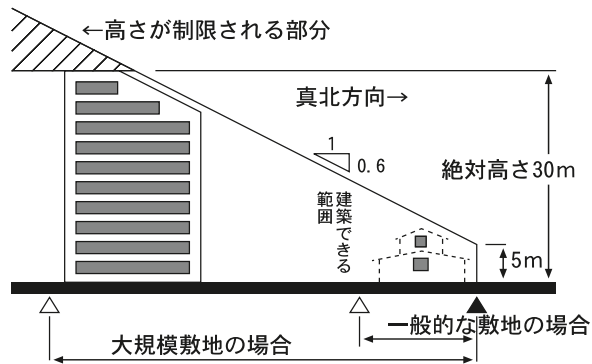 ←高さが制限される部分
真北方向→
1
0.6
絶対高さ30m
建築できる
範囲
5m
一般的な敷地の場合
大規模敷地の場合